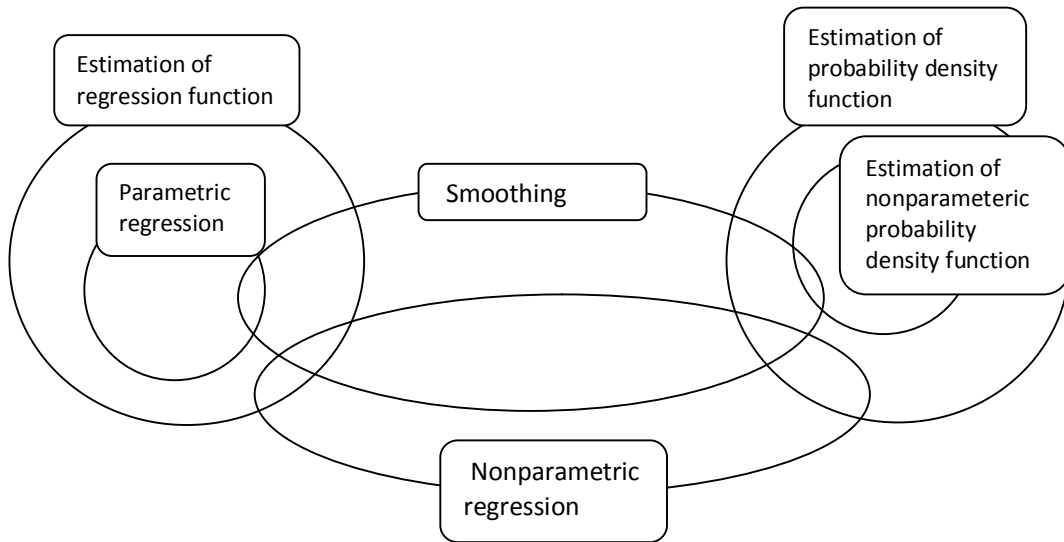 Estimation of
regression function
Parametric
regression
Smoothing
Estimation of
probability density
function
Estimation of
nonparameteric
probability
density function
Nonparametric
regression